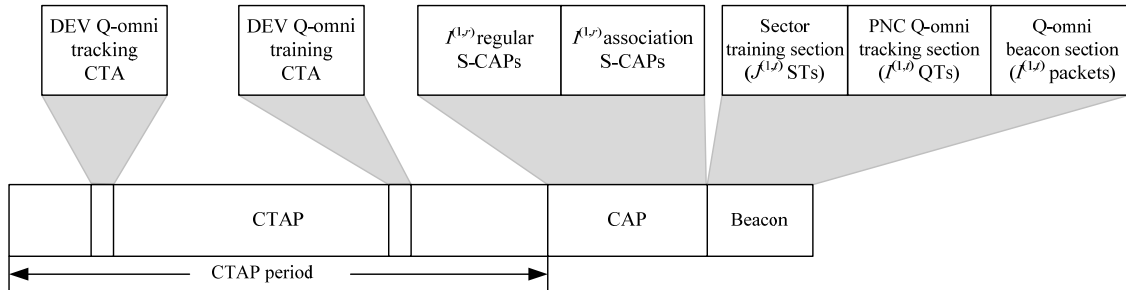 DEV Q-omni
tracking
CTA
DEV Q-omni
training
CTA
I^(1,r) regular
S-CAPs
I^(1,r) association
S-CAPs
Sector
training section
(J^(1,t) STs)
PNC Q-omni
tracking section
(I^(1,t) QTs)
Q-omni
beacon section
(I^(1,t) packets)
CTAP
CAP
Beacon
CTAP period